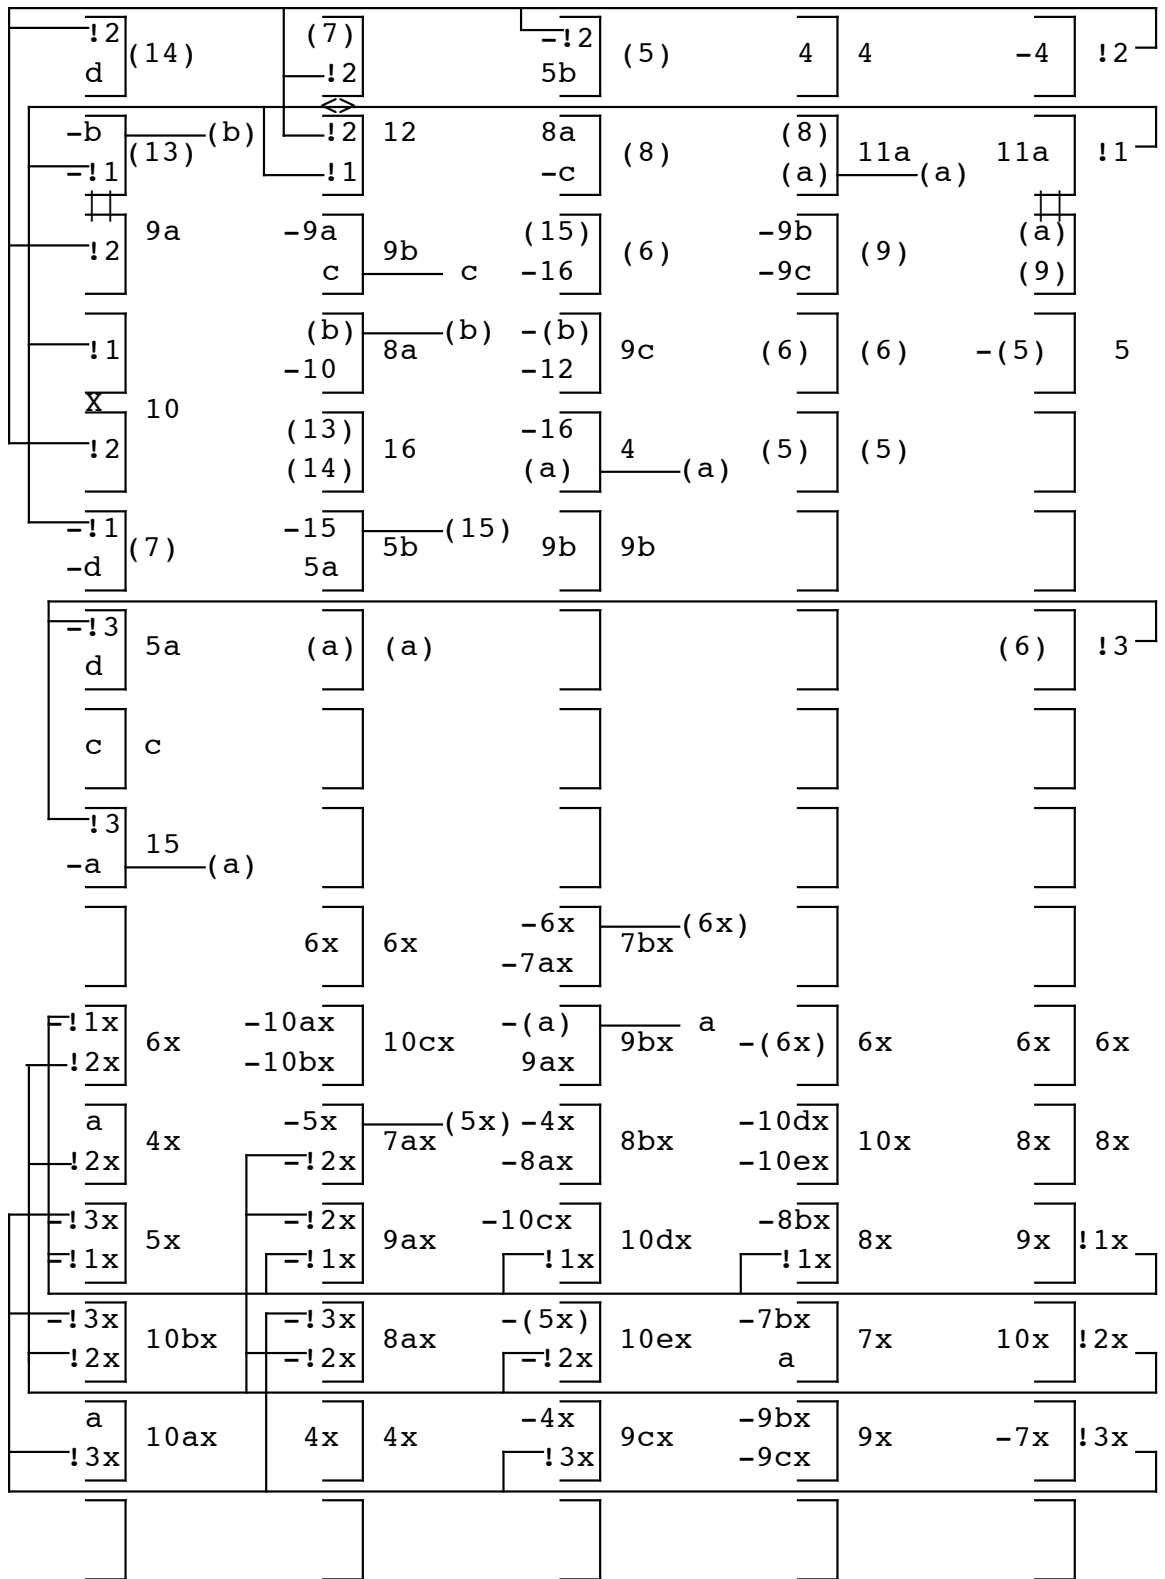 !2 (7) -!2
(14) (5) 4 4 -4 !2
d !2 5b
<>
-b (b) !2 12 8a (8)
(13) (8) 11a 11a !1
-!1 !1 -c (a) (a)
9a -9a (15) -9b (a)
!2 9b (6) (9)
c c -16 -9c (9)
(b) (b) -(b)
!1 8a 9c (6) (6) -(5) 5
-10 -12
X 10
(13) -16
!2 16 4 (5) (5)
(14) (a) (a)
-!1 -15 (15)
(7) 5b 9b 9b
-d 5a
-!3
5a (a) (a) (6) !3
d
c c
!3
15
-a (a)
-6x (6x)
6x 6x 7bx
-7ax
-!1x -10ax -(a) a
6x 10cx 9bx -(6x) 6x 6x 6x
!2x -10bx 9ax
a -5x (5x) -4x -10dx
4x 7ax 8bx 10x 8x 8x
!2x -!2x -8ax -10ex
-!3x -!2x -10cx -8bx
5x 9ax 10dx 8x 9x !1x
-!1x -!1x !1x !1x
-!3x -!3x -(5x) -7bx
10bx 8ax 10ex 7x 10x !2x
!2x -!2x -!2x a
a -4x -9bx
10ax 4x 4x 9cx 9x -7x !3x
!3x !3x -9cx